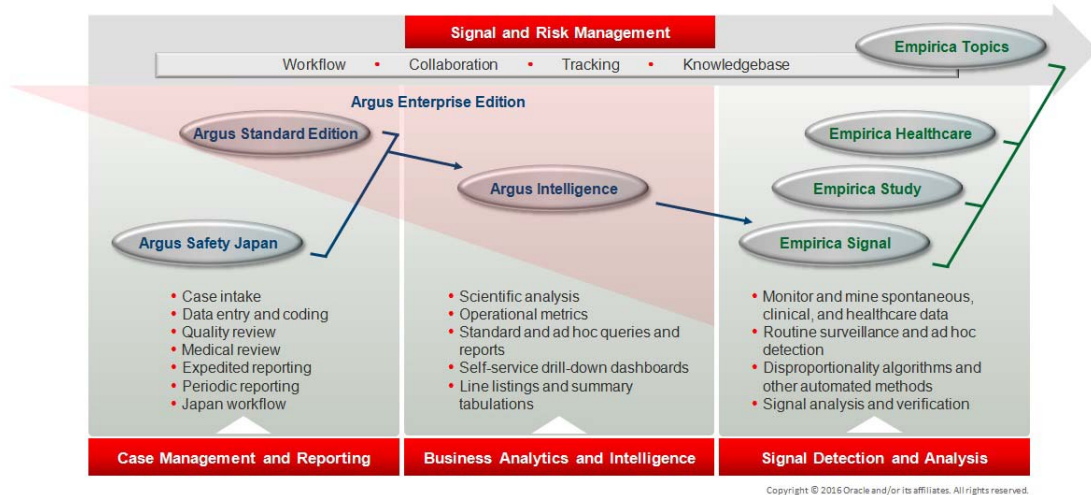 Signal and Risk Management
Empirica Topics
Workflow • Collaboration • Tracking • Knowledgebase
Argus Enterprise Edition
Argus Standard Edition
Empirica Healthcare
Argus Intelligence
Empirica Study
Argus Safety Japan
Empirica Signal
• Case intake
• Data entry and coding
• Quality review
• Medical review
• Expedited reporting
• Periodic reporting
• Japan workflow
• Scientific analysis
• Operational metrics
• Standard and ad hoc queries and
reports
• Self-service drill-down dashboards
• Line listings and summary
tabulations
• Monitor and mine spontaneous,
clinical, and healthcare data
• Routine surveillance and ad hoc
detection
• Disproportionality algorithms and
other automated methods
• Signal analysis and verification
Case Management and Reporting
Business Analytics and Intelligence
Signal Detection and Analysis
Copyright © 2016 Oracle and/or its affiliates. All rights reserved.